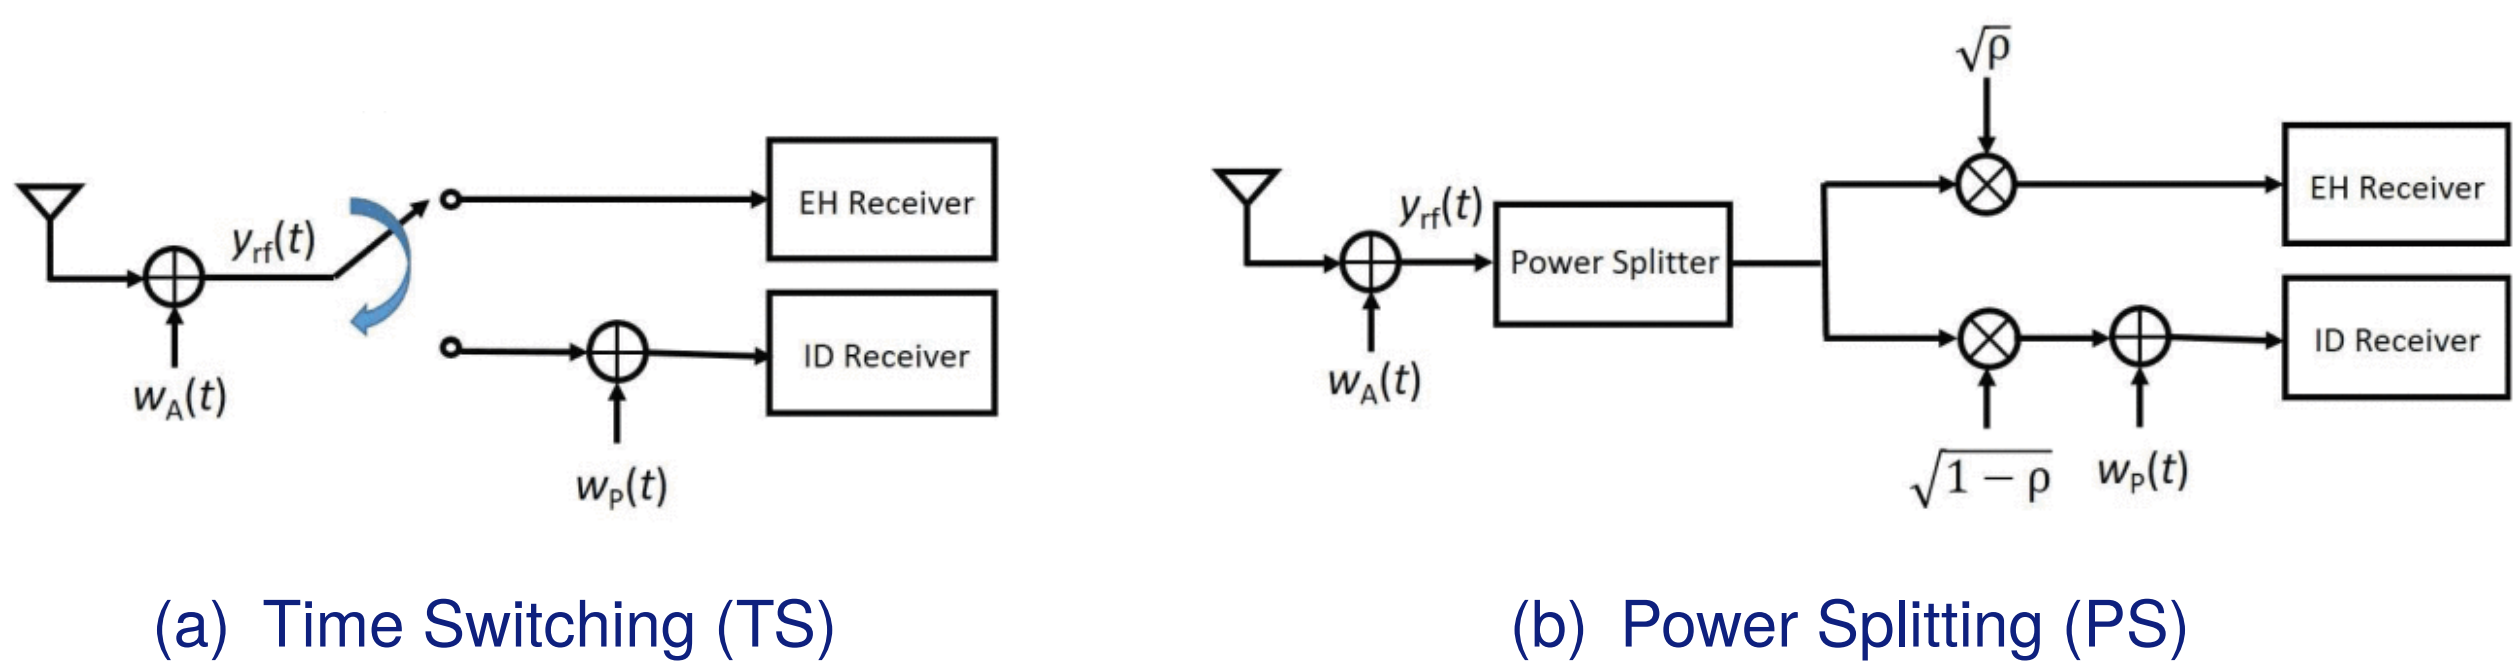 y_rf(t)
EH Receiver
w_A(t)
ID Receiver
w_P(t)
(a) Time Switching (TS)
√ρ
y_rf(t)
Power Splitter
EH Receiver
w_A(t)
ID Receiver
√1 − ρ
w_P(t)
(b) Power Splitting (PS)